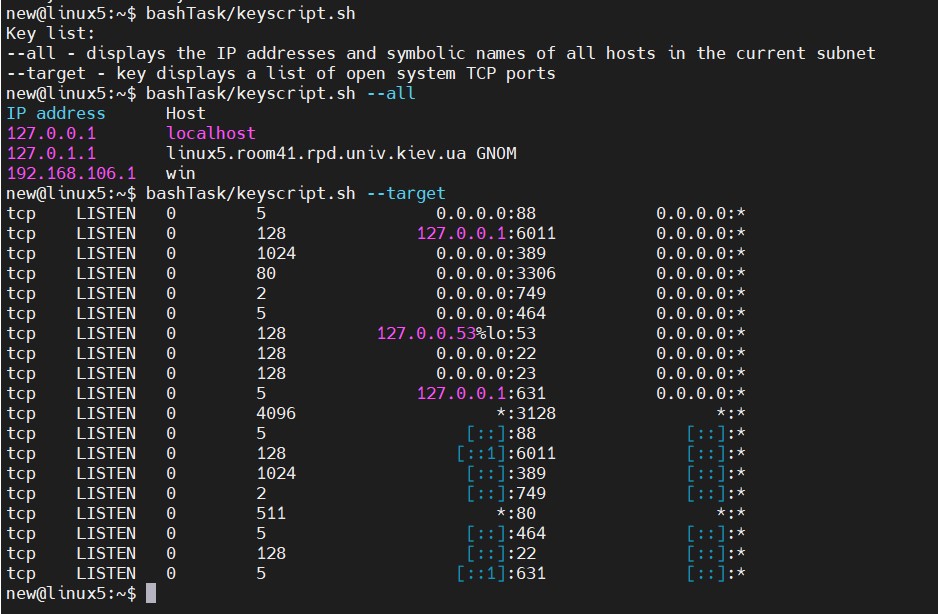 new@linux5:~$ bashTask/keyscript.sh
Key list:
--all - displays the IP addresses and symbolic names of all hosts in the current subnet
--target - key displays a list of open system TCP ports
new@linux5:~$ bashTask/keyscript.sh --all
IP address      Host
127.0.0.1       localhost
127.0.1.1       linux5.room41.rpd.univ.kiev.ua GNOM
192.168.106.1   win
new@linux5:~$ bashTask/keyscript.sh --target
tcp    LISTEN   0        5                 0.0.0.0:88            0.0.0.0:*
tcp    LISTEN   0        128             127.0.0.1:6011          0.0.0.0:*
tcp    LISTEN   0        1024              0.0.0.0:389           0.0.0.0:*
tcp    LISTEN   0        80                0.0.0.0:3306          0.0.0.0:*
tcp    LISTEN   0        2                 0.0.0.0:749           0.0.0.0:*
tcp    LISTEN   0        5                 0.0.0.0:464           0.0.0.0:*
tcp    LISTEN   0        128         127.0.0.53%lo:53            0.0.0.0:*
tcp    LISTEN   0        128               0.0.0.0:22            0.0.0.0:*
tcp    LISTEN   0        128               0.0.0.0:23            0.0.0.0:*
tcp    LISTEN   0        5               127.0.0.1:631           0.0.0.0:*
tcp    LISTEN   0        4096                    *:3128                *:*
tcp    LISTEN   0        5                    [::]:88               [::]:*
tcp    LISTEN   0        128                 [::1]:6011             [::]:*
tcp    LISTEN   0        1024                 [::]:389              [::]:*
tcp    LISTEN   0        2                    [::]:749              [::]:*
tcp    LISTEN   0        511                     *:80                  *:*
tcp    LISTEN   0        5                    [::]:464              [::]:*
tcp    LISTEN   0        128                  [::]:22               [::]:*
tcp    LISTEN   0        5                   [::1]:631              [::]:*
new@linux5:~$